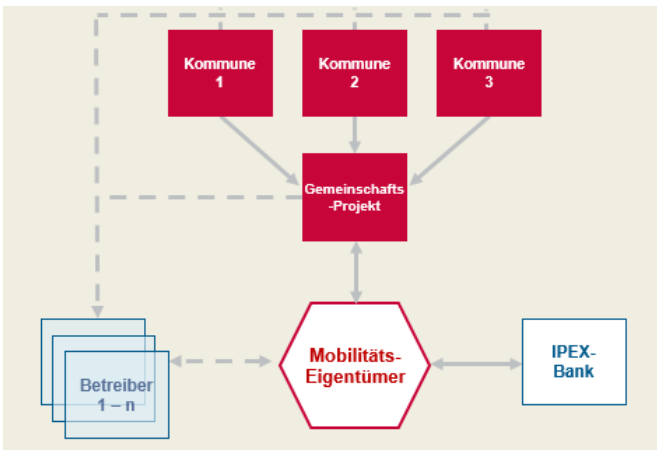 Kommune
1
Kommune
2
Kommune
3
Gemeinschafts
-Projekt
Mobilitäts-
Eigentümer
IPEX-
Bank
Betreiber
1 – n